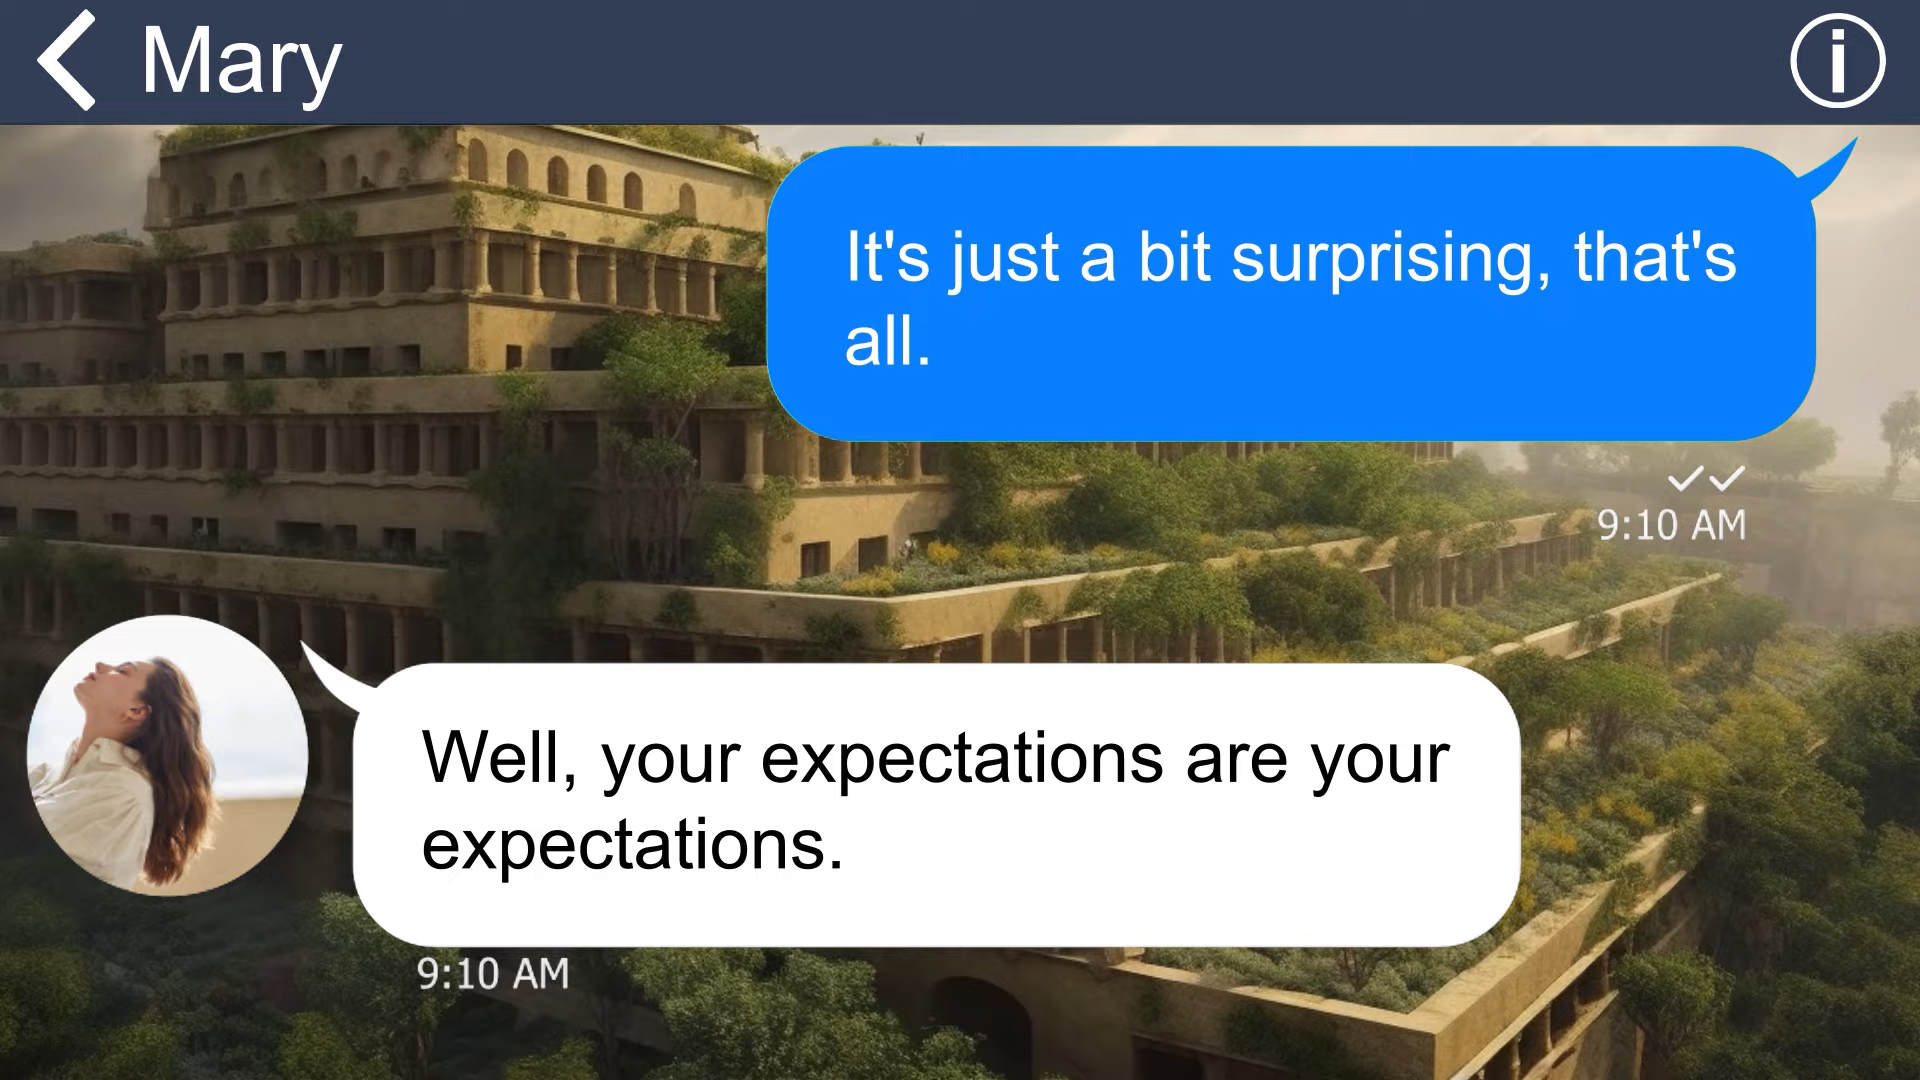 Mary
It's just a bit surprising, that's
all.
9:10 AM
Well, your expectations are your
expectations.
9:10 AM